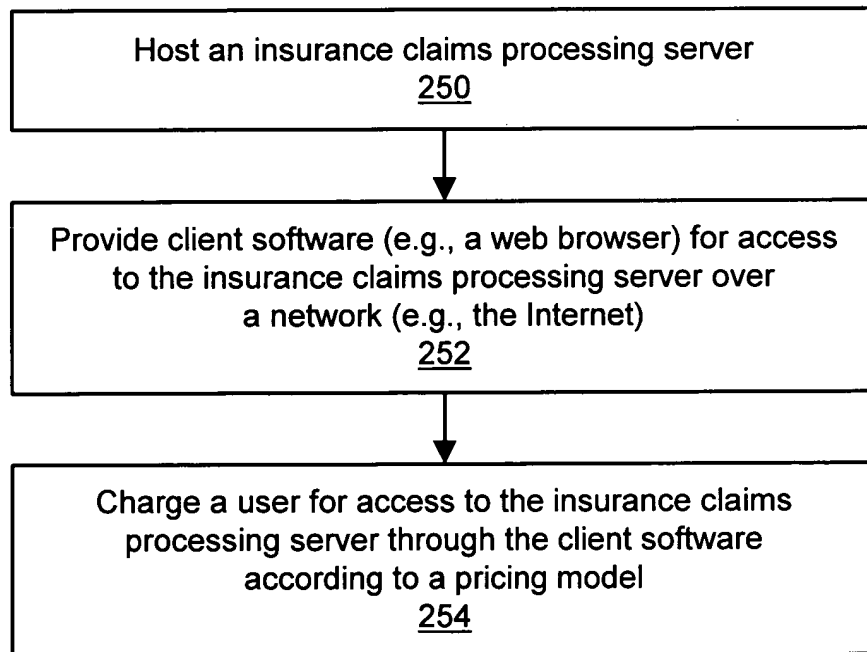 Host an insurance claims processing server
250
Provide client software (e.g., a web browser) for access
to the insurance claims processing server over
a network (e.g., the Internet)
252
Charge a user for access to the insurance claims
processing server through the client software
according to a pricing model
254